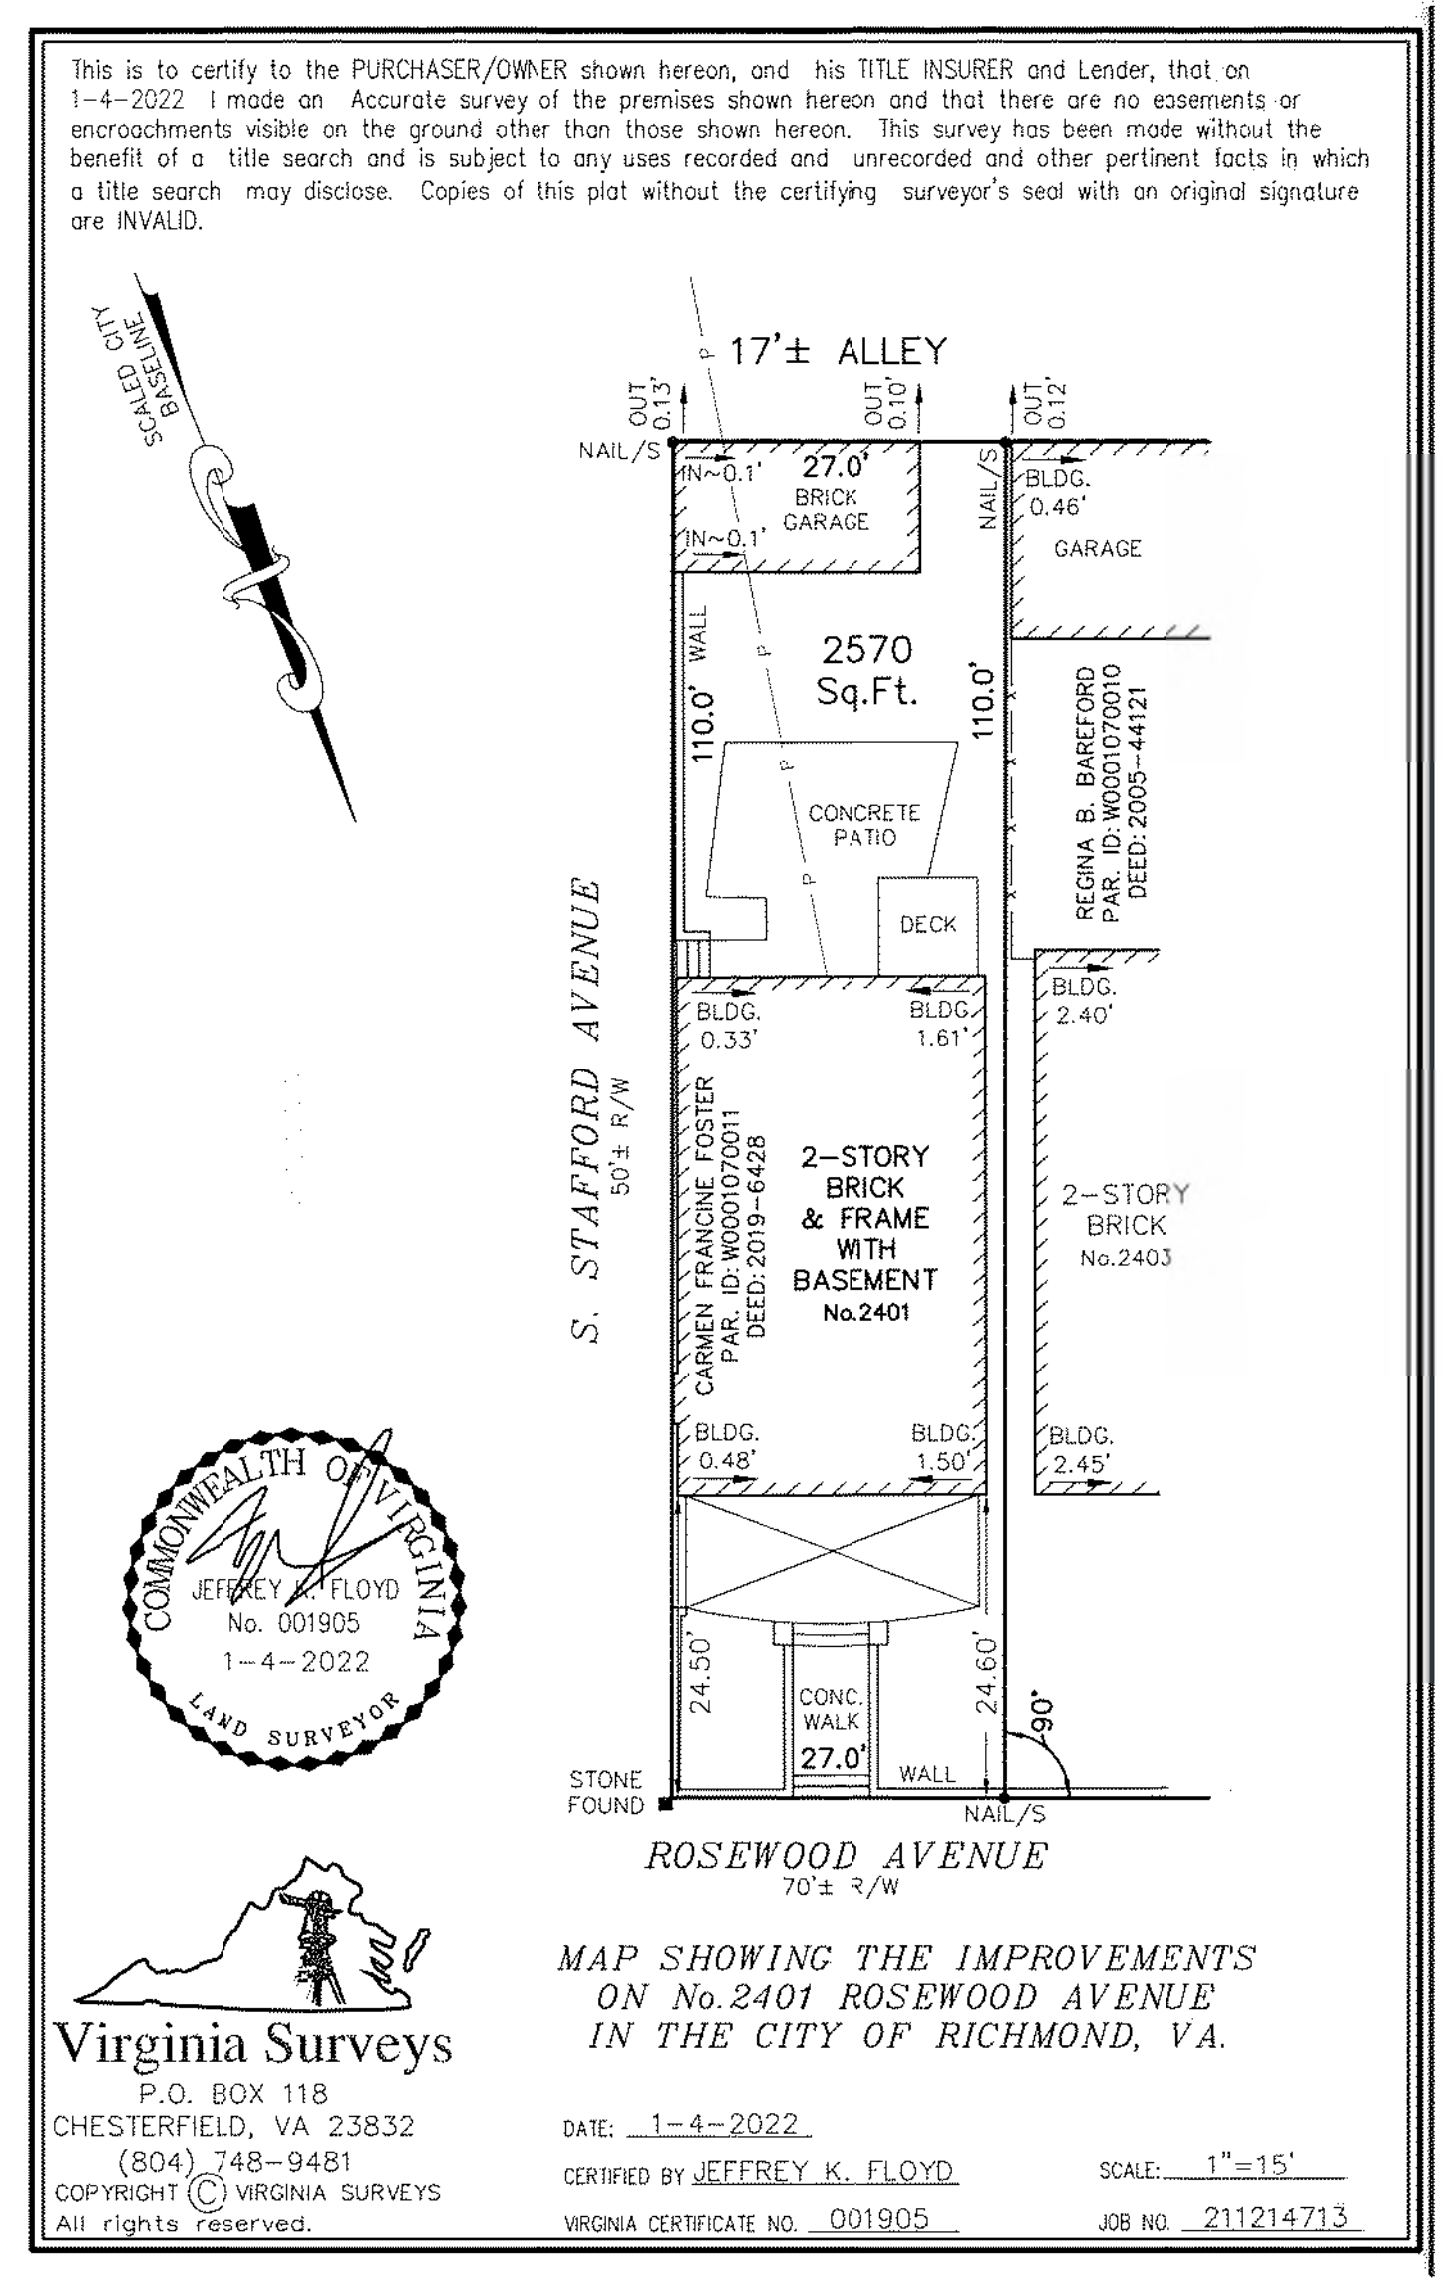 This is to certify to the PURCHASER/OWNER shown hereon, and his TITLE INSURER and Lender, that on
1-4-2022 I made an Accurate survey of the premises shown hereon and that there are no easements or
encroachments visible on the ground other than those shown hereon. This survey has been made without the
benefit of a title search and is subject to any uses recorded and unrecorded and other pertinent facts in which
a title search may disclose. Copies of this plat without the certifying surveyor's seal with an original signature
are INVALID.
SCALED CITY
BASELINE
17'± ALLEY
P
OUT
0.13'
OUT
0.10'
OUT
0.12'
NAIL/S
IN~0.1'
27.0'
BRICK
GARAGE
IN~0.1'
NAIL/S
BLDG.
0.46'
GARAGE
WALL
110.0'
P
2570
Sq.Ft.
110.0'
REGINA B. BAREFORD
PAR. ID: W0001070010
DEED: 2005-44121
P
CONCRETE
PATIO
P
DECK
S. STAFFORD AVENUE
50'± R/W
BLDG.
0.33'
BLDG.
1.61'
BLDG.
2.40'
CARMEN FRANCINE FOSTER
PAR. ID: W0001070011
DEED: 2019-6428
2-STORY
BRICK
& FRAME
WITH
BASEMENT
No.2401
2-STORY
BRICK
No.2403
BLDG.
0.48'
BLDG.
1.50'
BLDG.
2.45'
COMMONWEALTH OF VIRGINIA
JEFFREY K. FLOYD
No. 001905
1-4-2022
LAND SURVEYOR
24.50'
CONC.
WALK
27.0'
24.60'
90°
WALL
STONE
FOUND
NAIL/S
ROSEWOOD AVENUE
70'± R/W
MAP SHOWING THE IMPROVEMENTS
ON No.2401 ROSEWOOD AVENUE
IN THE CITY OF RICHMOND, VA.
Virginia Surveys
P.O. BOX 118
CHESTERFIELD, VA 23832
(804) 748-9481
COPYRIGHT © VIRGINIA SURVEYS
All rights reserved.
DATE: 1-4-2022
CERTIFIED BY JEFFREY K. FLOYD
SCALE: 1"=15'
VIRGINIA CERTIFICATE NO. 001905
JOB NO. 211214713